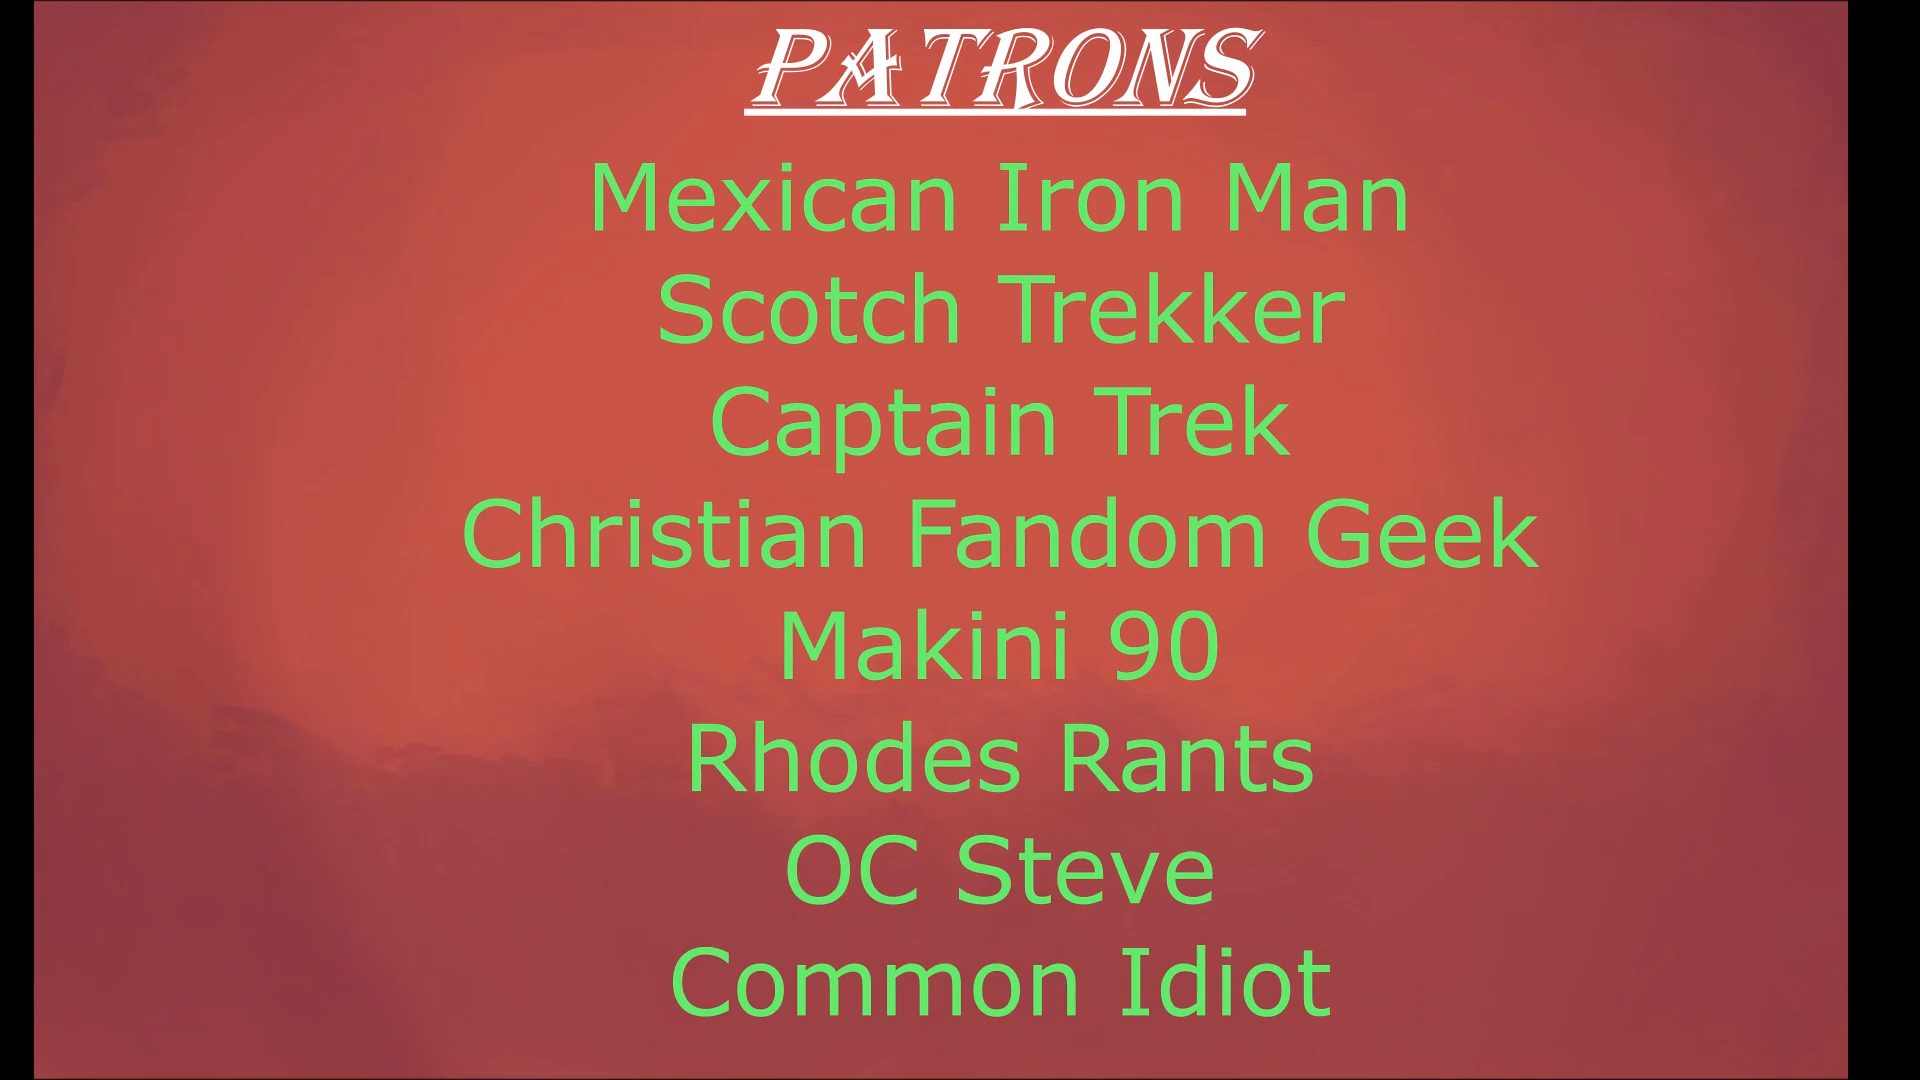 PATRONS
Mexican Iron Man
Scotch Trekker
Captain Trek
Christian Fandom Geek
Makini 90
Rhodes Rants
OC Steve
Common Idiot